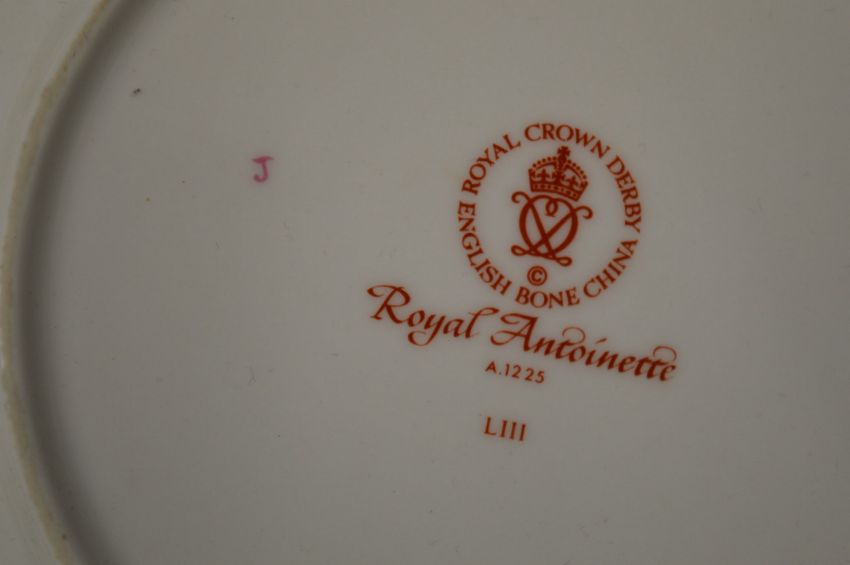 ROYAL CROWN DERBY
ENGLISH BONE CHINA
©
Royal Antoinette
A.1225
LIII
J